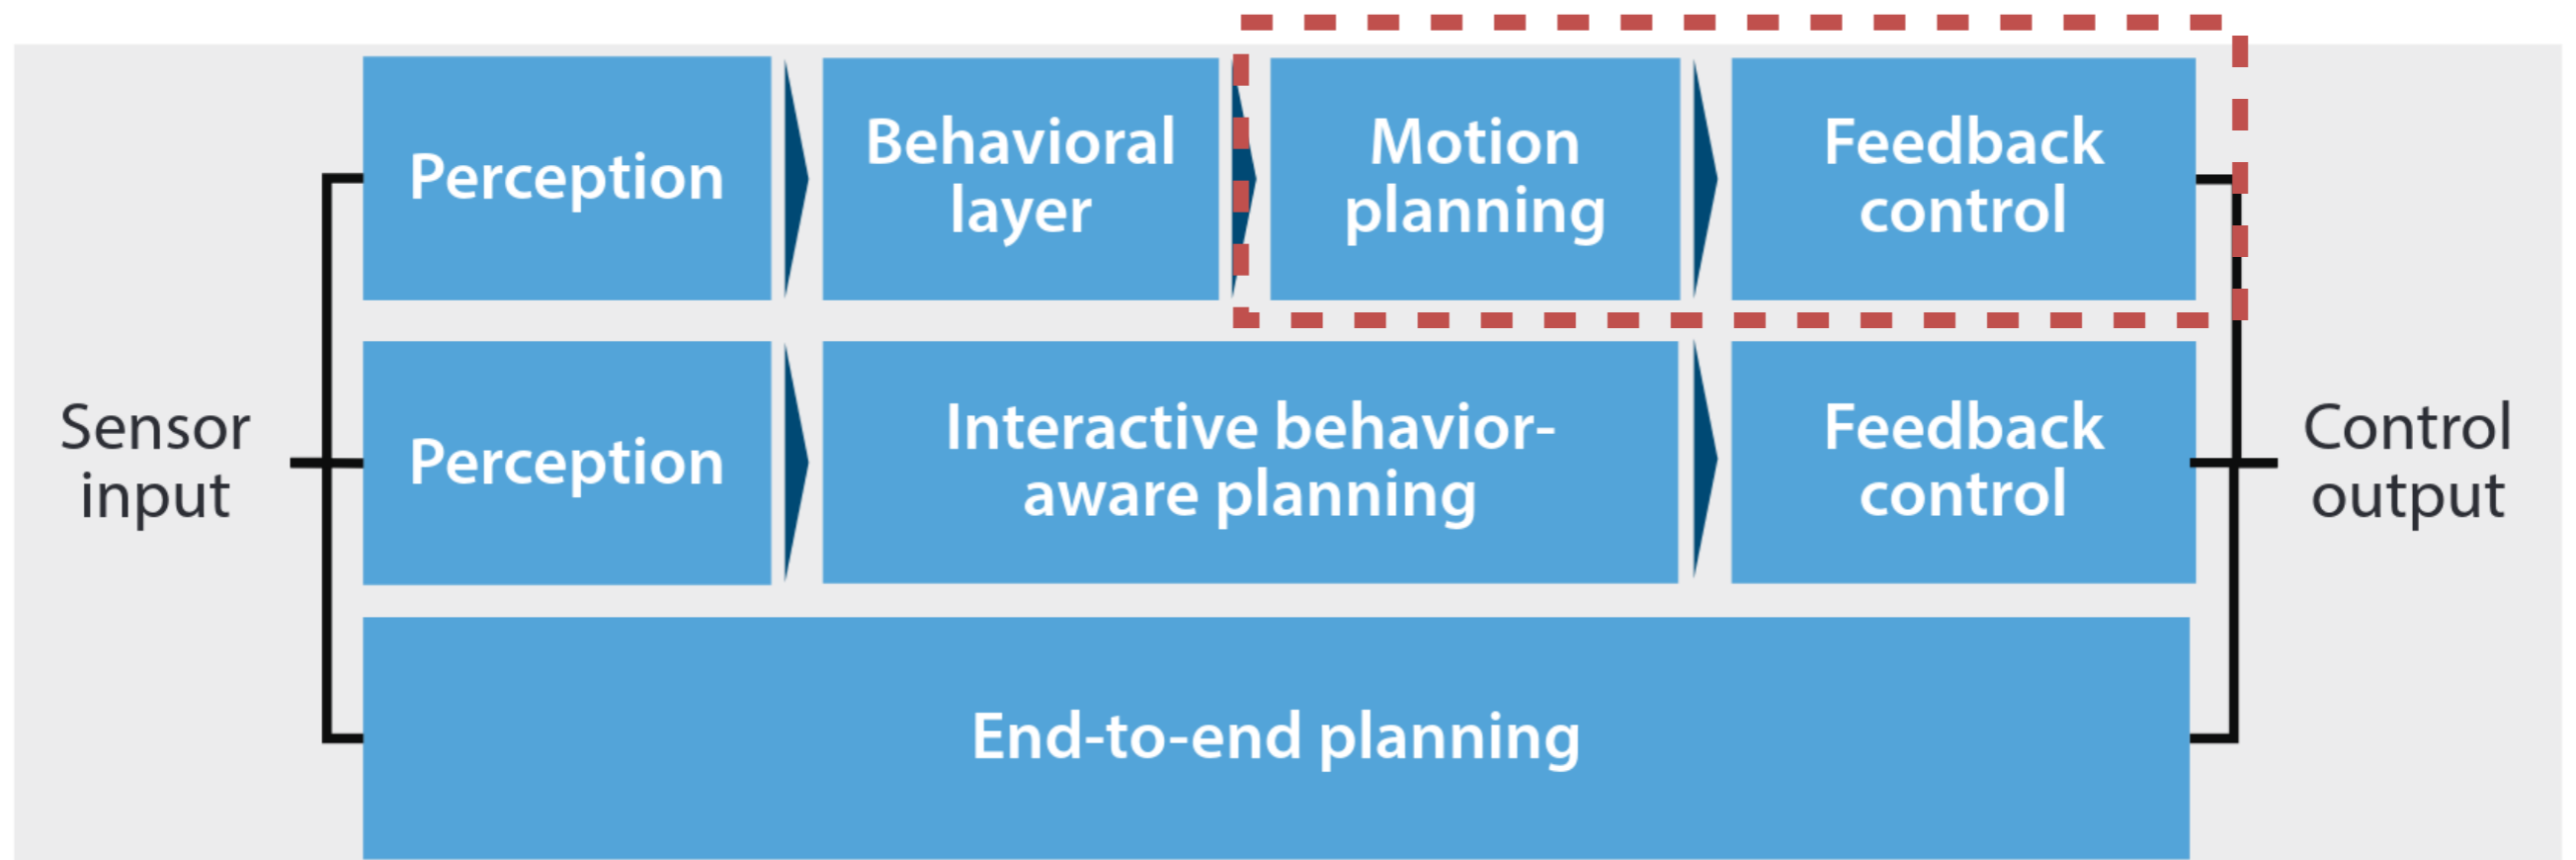 Sensor
input
Perception
Behavioral
layer
Motion
planning
Feedback
control
Perception
Interactive behavior-
aware planning
Feedback
control
End-to-end planning
Control
output